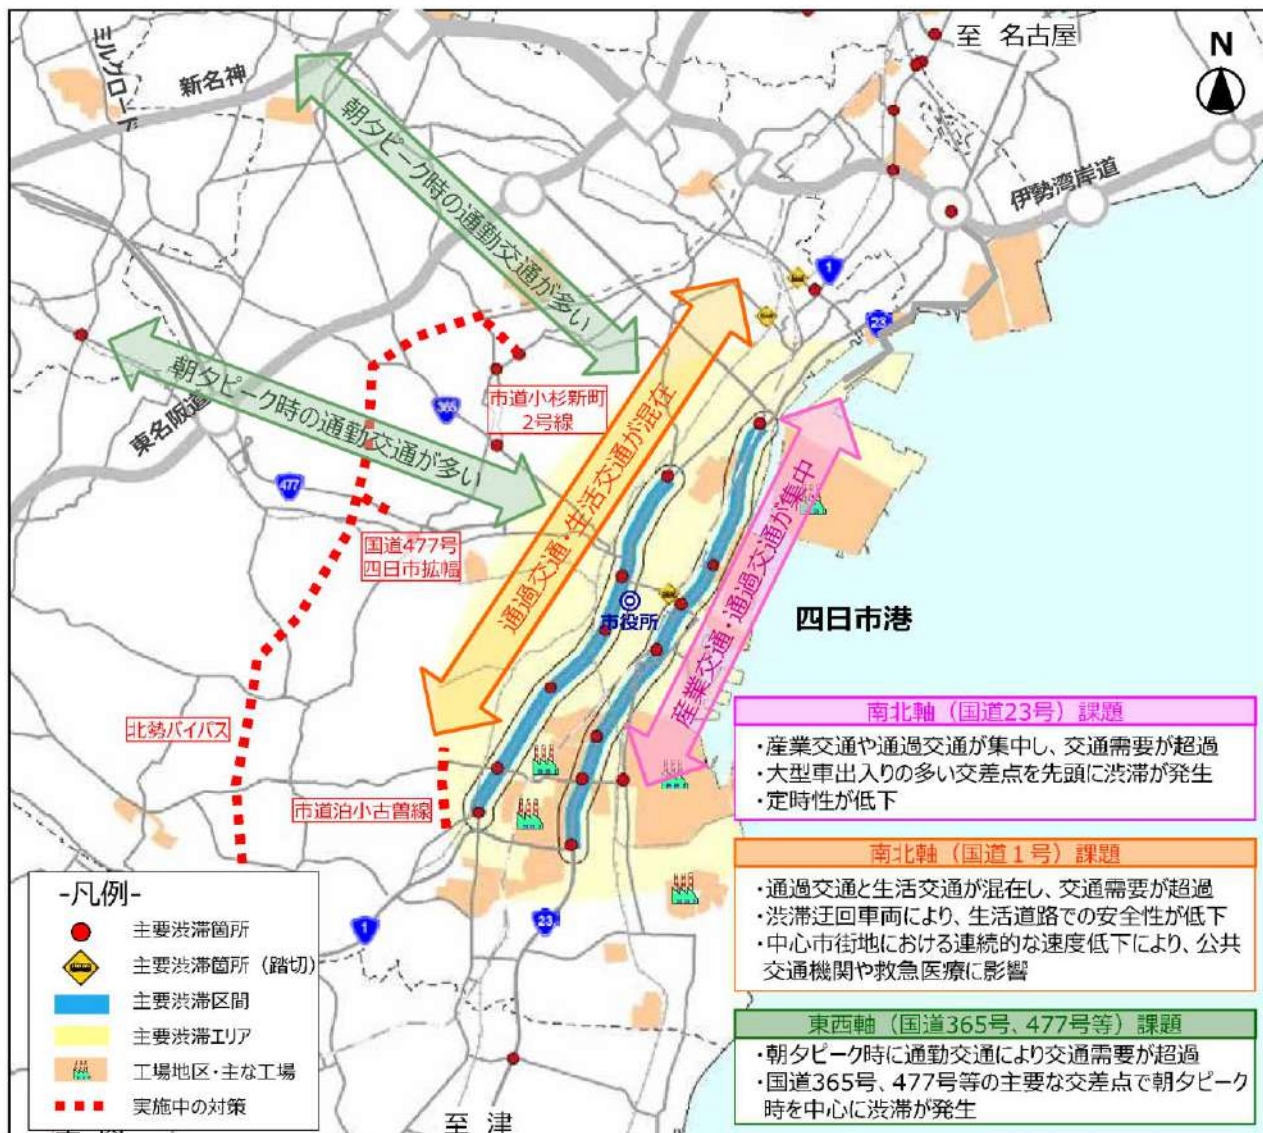 至 名古屋
N
ミルクロード
新名神
伊勢湾岸道
朝夕ピーク時の通勤交通が多い
1
23
朝夕ピーク時の通勤交通が多い
東名阪道
365
市道小杉新町
2号線
通過交通・生活交通が混在
産業交通・通過交通が集中
477
国道477号
四日市拡幅
市役所
四日市港
北勢バイパス
市道泊小古曽線
南北軸（国道23号）課題
・産業交通や通過交通が集中し、交通需要が超過
・大型車出入りの多い交差点を先頭に渋滞が発生
・定時性が低下
南北軸（国道１号）課題
・通過交通と生活交通が混在し、交通需要が超過
・渋滞迂回車両により、生活道路での安全性が低下
・中心市街地における連続的な速度低下により、公共
交通機関や救急医療に影響
東西軸（国道365号、477号等）課題
・朝夕ピーク時に通勤交通により交通需要が超過
・国道365号、477号等の主要な交差点で朝夕ピーク
時を中心に渋滞が発生
1
23
至 津
-凡例-
主要渋滞箇所
主要渋滞箇所（踏切）
主要渋滞区間
主要渋滞エリア
工場地区・主な工場
実施中の対策